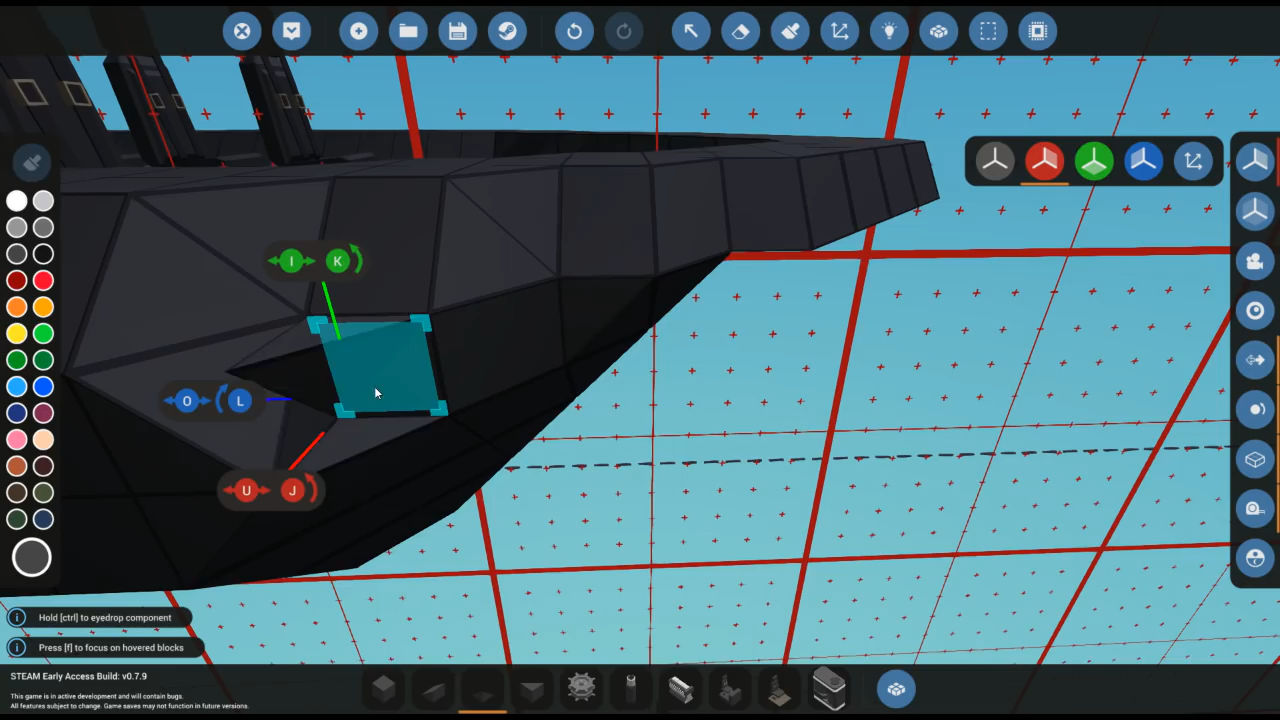 I K
O L
U J
Hold [ctrl] to eyedrop component
Press [f] to focus on hovered blocks
STEAM Early Access Build: v0.7.9
This game is in active development and will contain bugs.
All features subject to change. Game saves may not function in future versions.